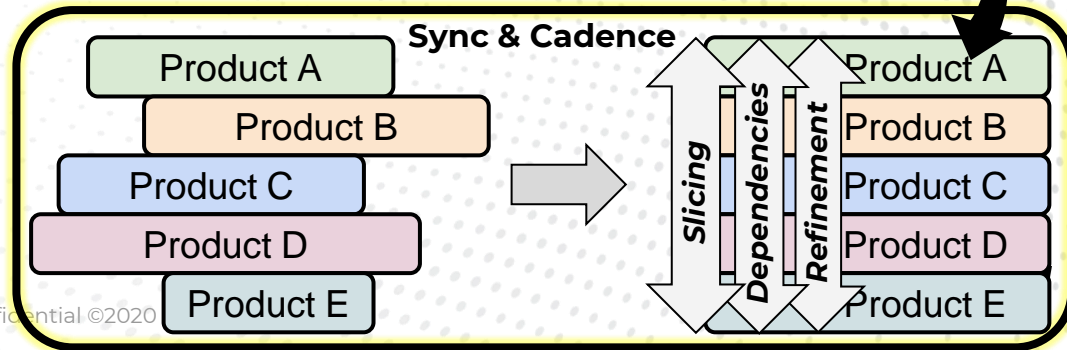 Sync & Cadence
Product A
Product B
Product C
Product D
Product E
Slicing
Dependencies
Refinement
Product A
Product B
Product C
Product D
Product E
fidential ©2020